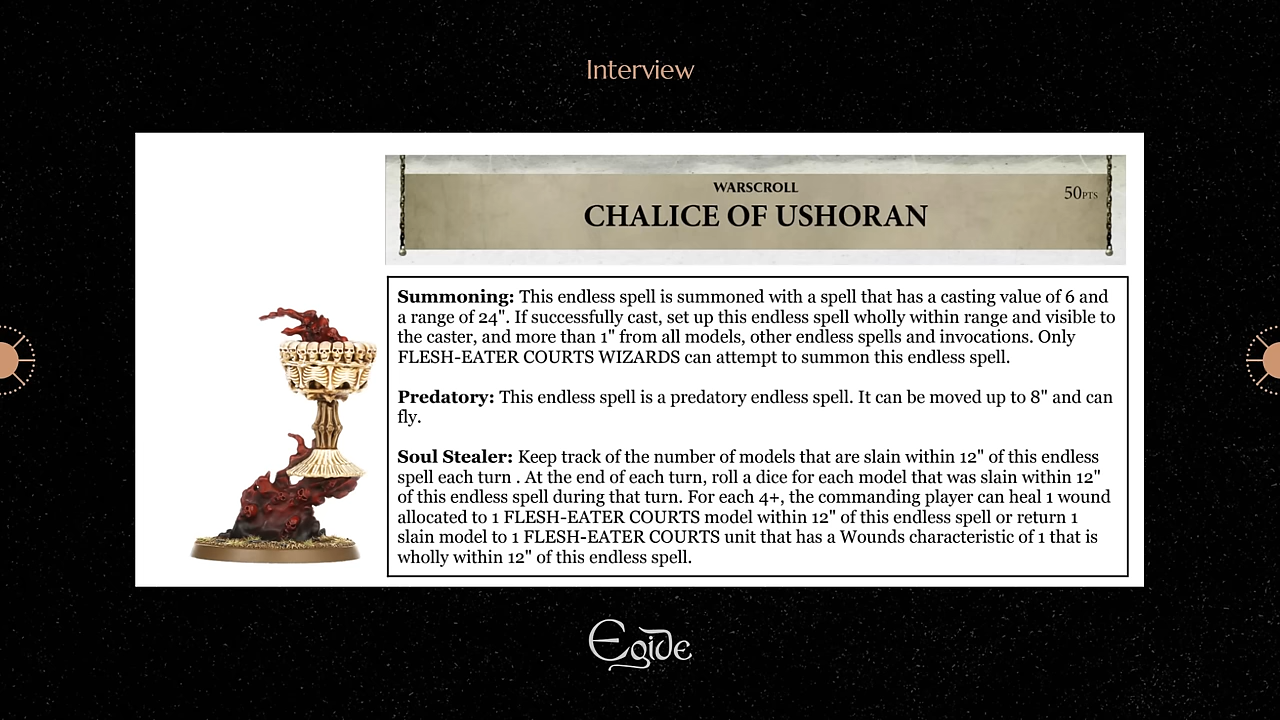 Interview
WARSCROLL
50PTS
CHALICE OF USHORAN
Summoning: This endless spell is summoned with a spell that has a casting value of 6 and
a range of 24". If successfully cast, set up this endless spell wholly within range and visible to
the caster, and more than 1" from all models, other endless spells and invocations. Only
FLESH-EATER COURTS WIZARDS can attempt to summon this endless spell.
Predatory: This endless spell is a predatory endless spell. It can be moved up to 8" and can
fly.
Soul Stealer: Keep track of the number of models that are slain within 12" of this endless
spell each turn . At the end of each turn, roll a dice for each model that was slain within 12"
of this endless spell during that turn. For each 4+, the commanding player can heal 1 wound
allocated to 1 FLESH-EATER COURTS model within 12" of this endless spell or return 1
slain model to 1 FLESH-EATER COURTS unit that has a Wounds characteristic of 1 that is
wholly within 12" of this endless spell.
Egide